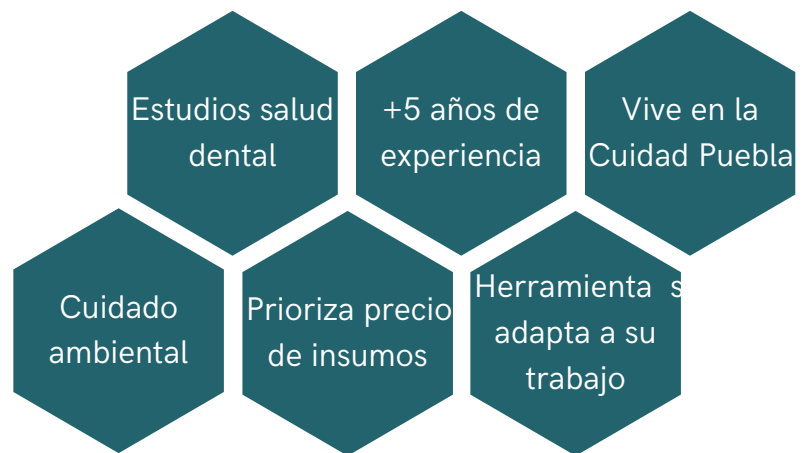 Estudios salud
dental
+5 años de
experiencia
Vive en la
Cuidad Puebla
Cuidado
ambiental
Prioriza precio
de insumos
Herramienta s
adapta a su
trabajo